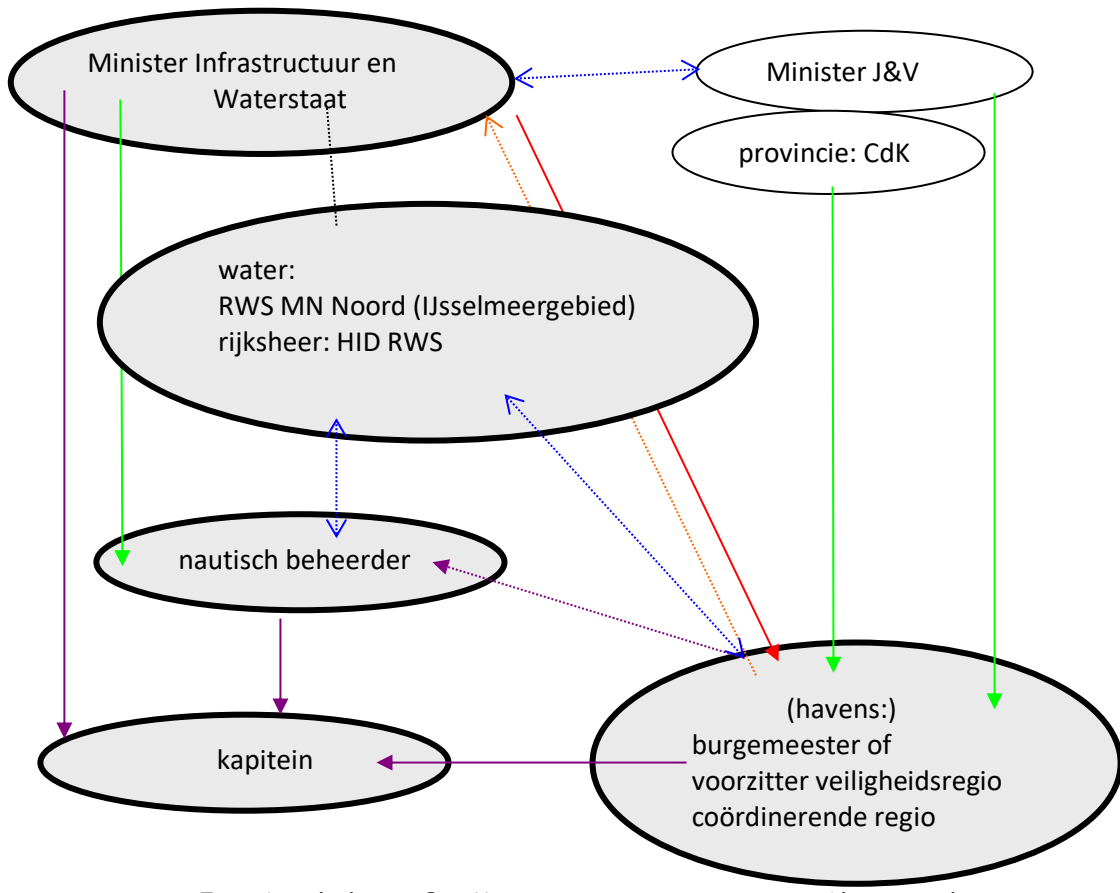 Minister Infrastructuur en
Waterstaat
Minister J&V
provincie: CdK
water:
RWS MN Noord (IJsselmeergebied)
rijksheer: HID RWS
nautisch beheerder
kapitein
(havens:)
burgemeester of
voorzitter veiligheidsregio
coördinerende regio